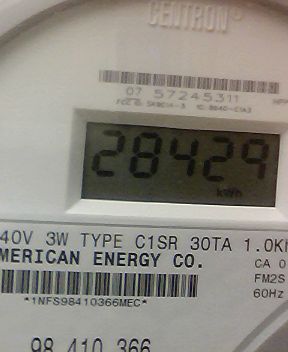 CENTRON®
07 57245311
28429
kWh
40V 3W TYPE C1SR 30TA 1.0Kh
MERICAN ENERGY CO.
CA 0
FM2S
*1NFS98410366MEC*
60Hz
98 410 366